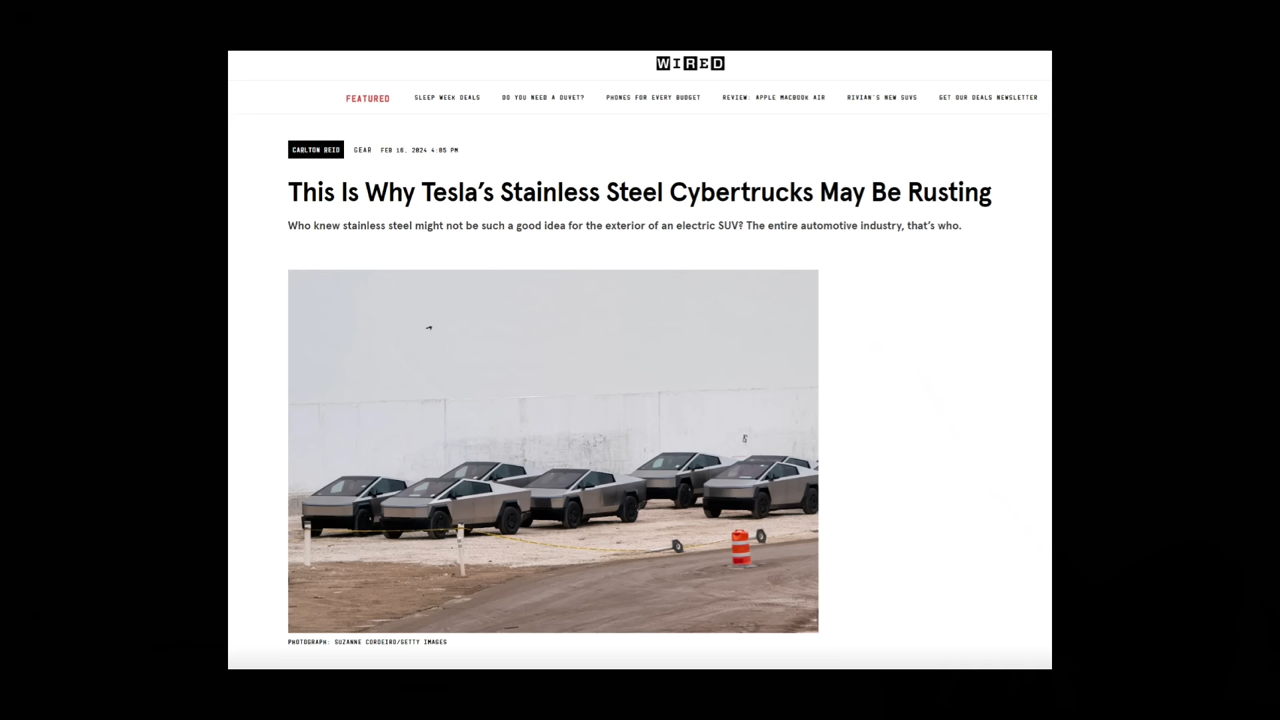 WIRED
FEATURED SLEEP WEEK DEALS DO YOU NEED A DUVET? PHONES FOR EVERY BUDGET REVIEW: APPLE MACBOOK AIR RIVIAN'S NEW SUVS GET OUR DEALS NEWSLETTER
CARLTON REID GEAR FEB 16, 2024 4:05 PM
This Is Why Tesla's Stainless Steel Cybertrucks May Be Rusting
Who knew stainless steel might not be such a good idea for the exterior of an electric SUV? The entire automotive industry, that's who.
PHOTOGRAPH: SUZANNE CORDEIRO/GETTY IMAGES